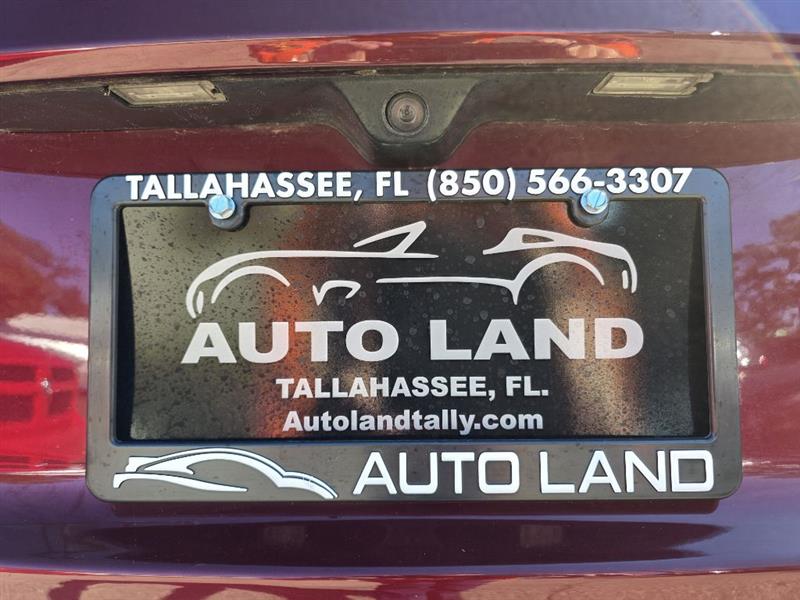 TALLAHASSEE, FL (850) 566-3307
AUTO LAND
TALLAHASSEE, FL.
Autolandtally.com
AUTO LAND